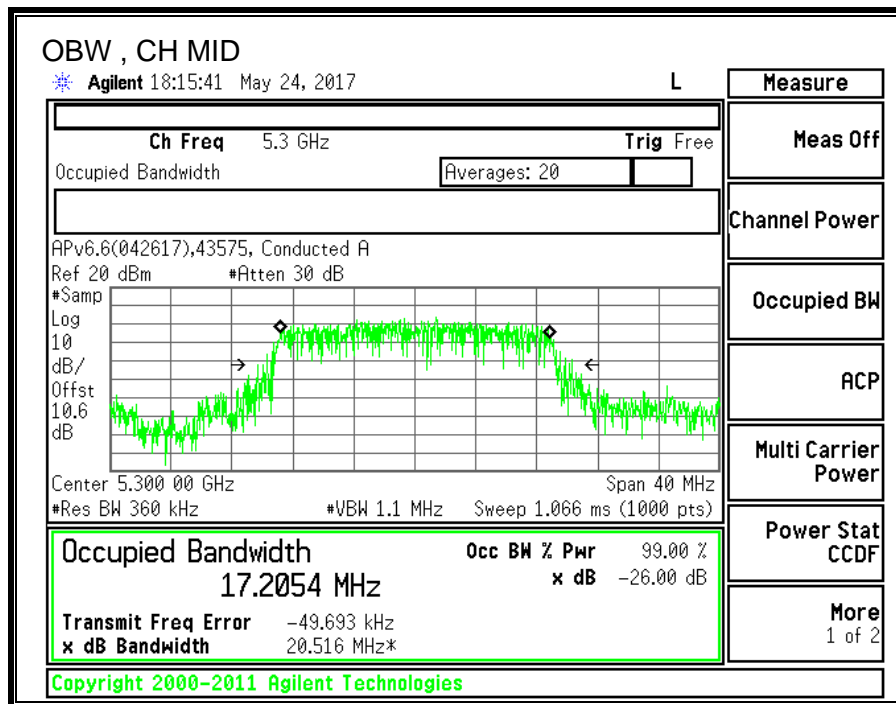 OBW , CH MID
Agilent 18:15:41 May 24, 2017 L
Measure
Ch Freq 5.3 GHz Trig Free
Meas Off
Occupied Bandwidth Averages: 20
Channel Power
APv6.6(042617),43575, Conducted A
Ref 20 dBm #Atten 30 dB
#Samp
Log
10
dB/
Offst
10.6
dB
Occupied BW
ACP
Multi Carrier
Power
Center 5.300 00 GHz Span 40 MHz
#Res BW 360 kHz #VBW 1.1 MHz Sweep 1.066 ms (1000 pts)
Power Stat
CCDF
Occupied Bandwidth Occ BW % Pwr 99.00 %
17.2054 MHz x dB -26.00 dB
Transmit Freq Error -49.693 kHz
x dB Bandwidth 20.516 MHz*
More
1 of 2
Copyright 2000-2011 Agilent Technologies